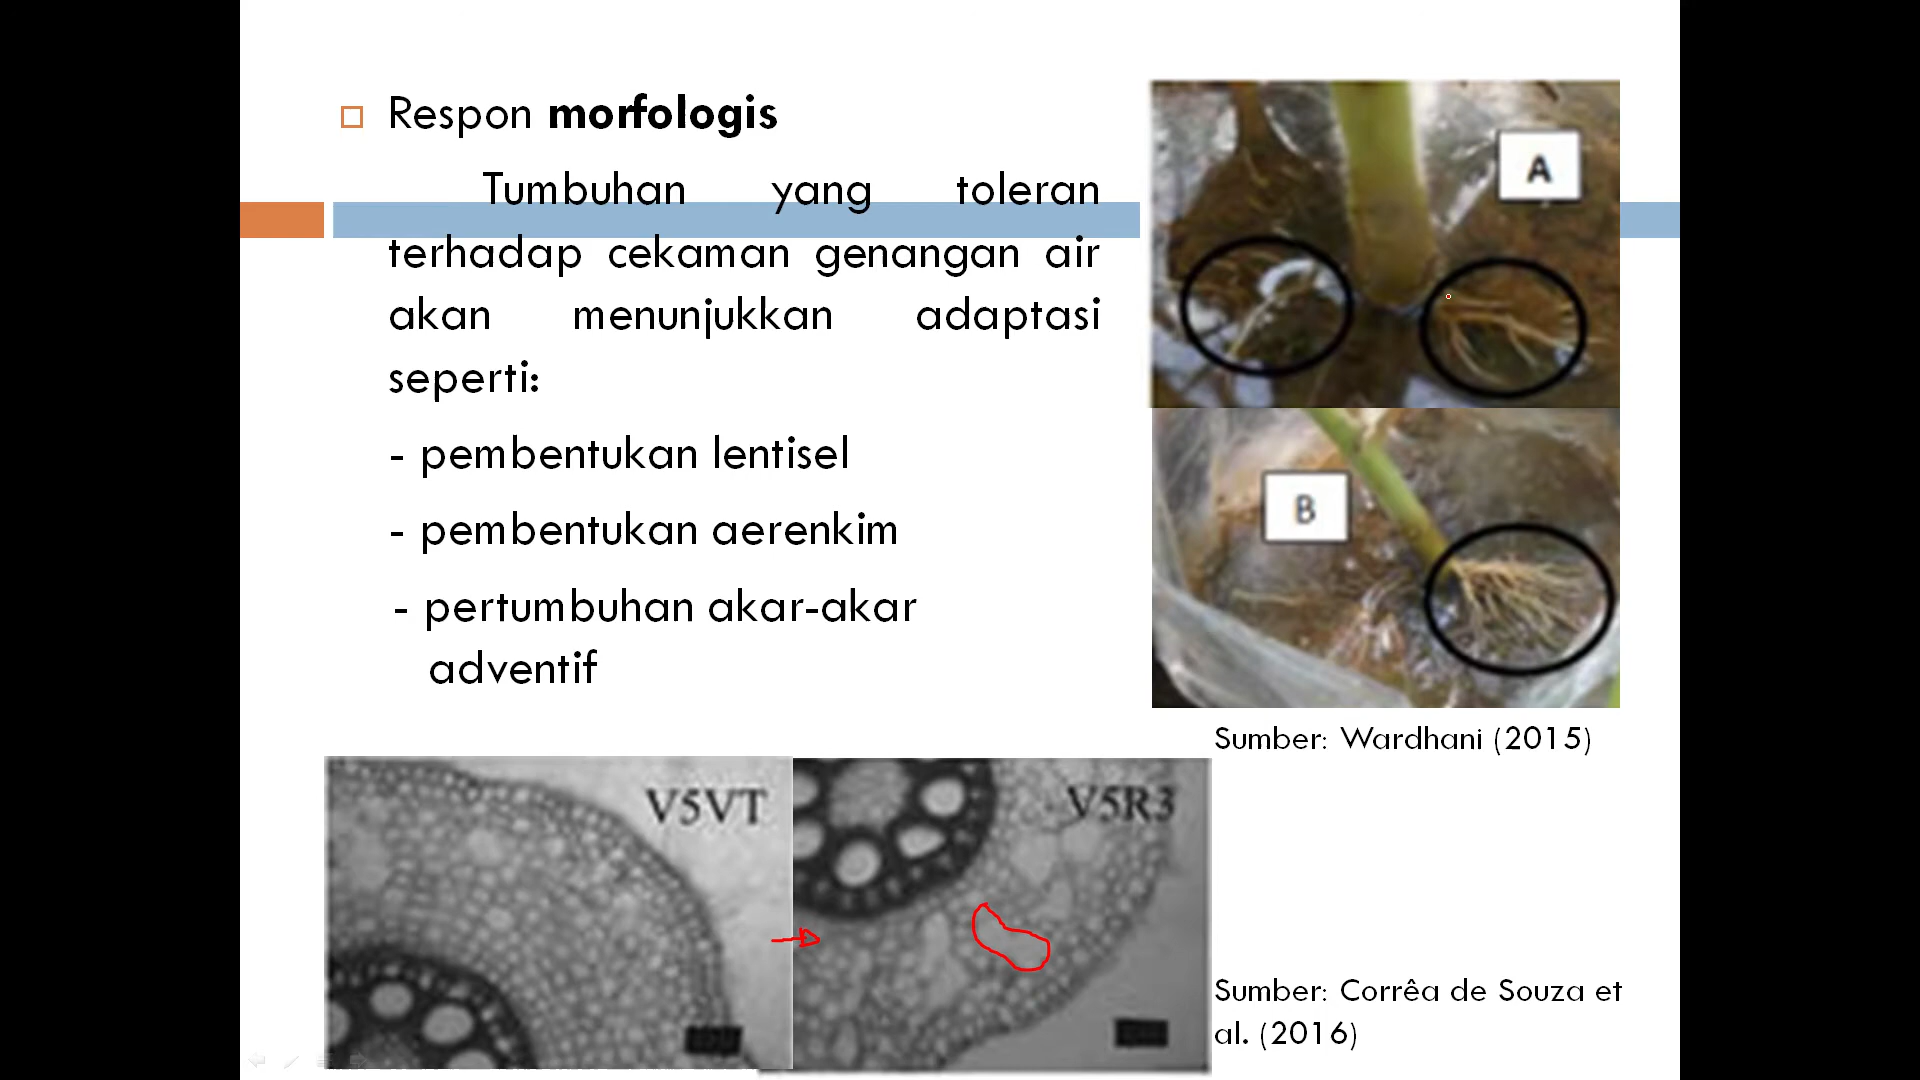 Respon morfologis
Tumbuhan yang toleran
terhadap cekaman genangan air
akan menunjukkan adaptasi
seperti:
- pembentukan lentisel
- pembentukan aerenkim
- pertumbuhan akar-akar
adventif
A
B
Sumber: Wardhani (2015)
V5VT
V5R3
Sumber: Corrêa de Souza et
al. (2016)